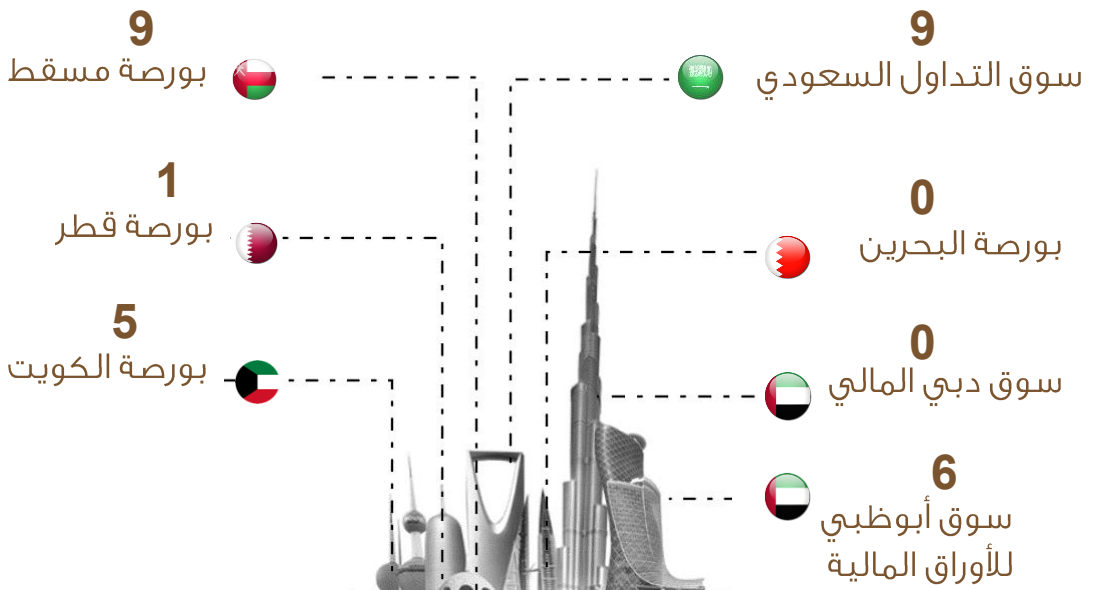 9
سوق التداول السعودي
0
بورصة البحرين
0
سوق دبي المالي
6
سوق أبوظبي
للأوراق المالية
9
بورصة مسقط
1
بورصة قطر
5
بورصة الكويت